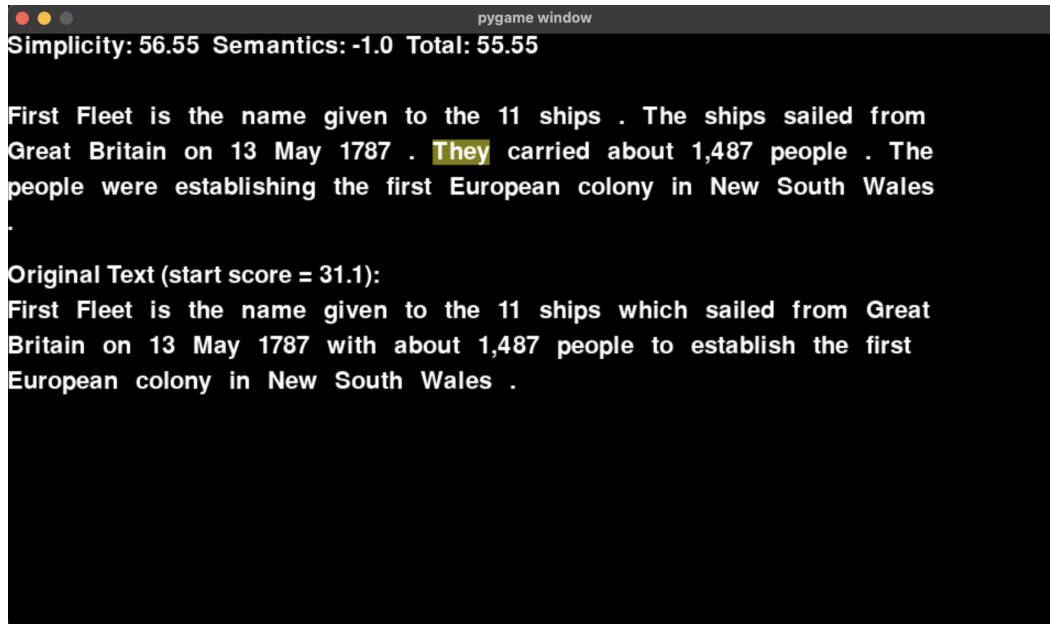 pygame window
Simplicity: 56.55 Semantics: -1.0 Total: 55.55
First Fleet is the name given to the 11 ships . The ships sailed from
Great Britain on 13 May 1787 . They carried about 1,487 people . The
people were establishing the first European colony in New South Wales
.
Original Text (start score = 31.1):
First Fleet is the name given to the 11 ships which sailed from Great
Britain on 13 May 1787 with about 1,487 people to establish the first
European colony in New South Wales .